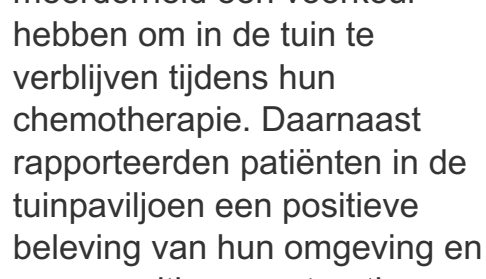 hebben om in de tuin te
verblijven tijdens hun
chemotherapie. Daarnaast
rapporteerden patiënten in de
tuinpaviljoen een positieve
beleving van hun omgeving en